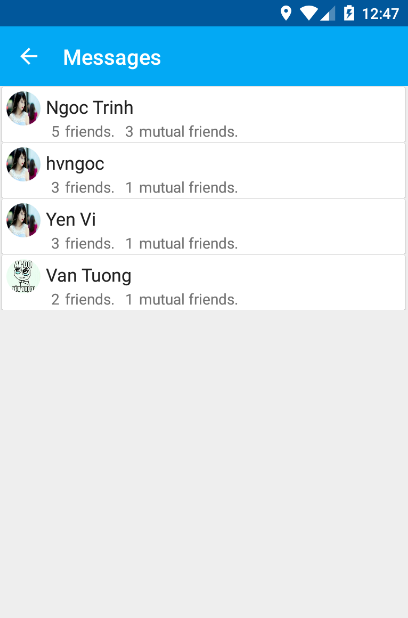 12:47
Messages
Ngoc Trinh
5 friends. 3 mutual friends.
hvngoc
3 friends. 1 mutual friends.
Yen Vi
3 friends. 1 mutual friends.
Van Tuong
2 friends. 1 mutual friends.